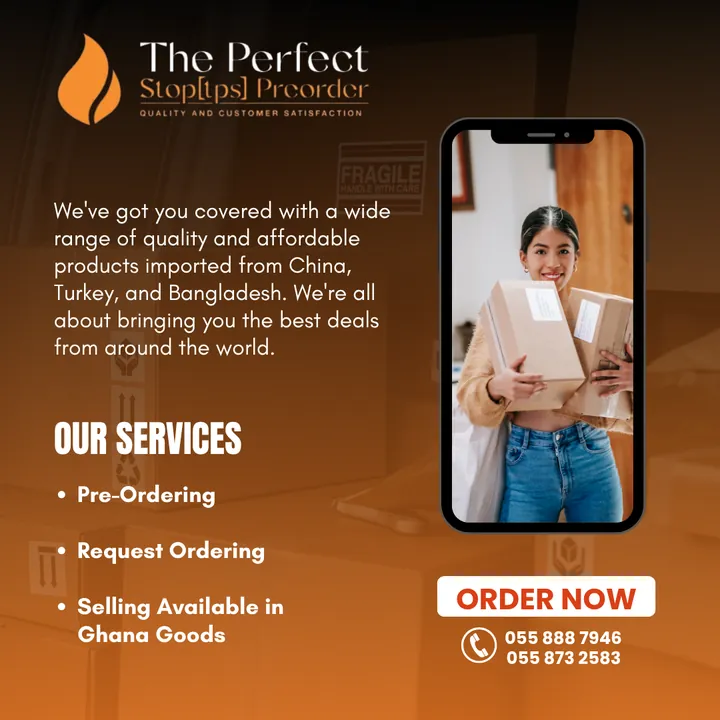 The Perfect
Stop[tps] Preorder
QUALITY AND CUSTOMER SATISFACTION
FRAGILE
HANDLE WITH CARE
We've got you covered with a wide
range of quality and affordable
products imported from China,
Turkey, and Bangladesh. We're all
about bringing you the best deals
from around the world.
OUR SERVICES
• Pre-Ordering
• Request Ordering
• Selling Available in
Ghana Goods
ORDER NOW
055 888 7946
055 873 2583